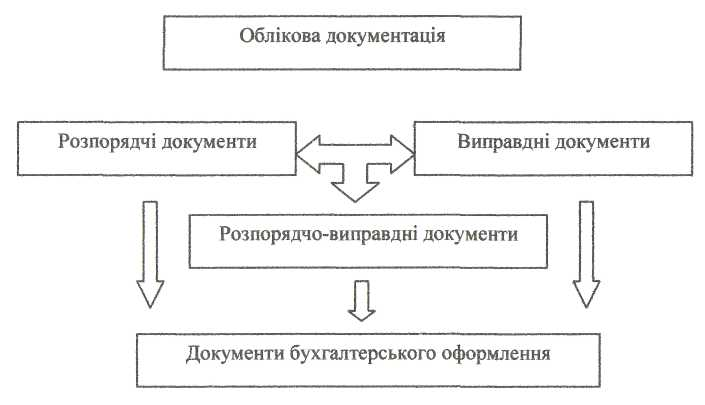 Облікова документація
Розпорядчі документи
Виправдні документи
Розпорядчо-виправдні документи
Документи бухгалтерського оформлення